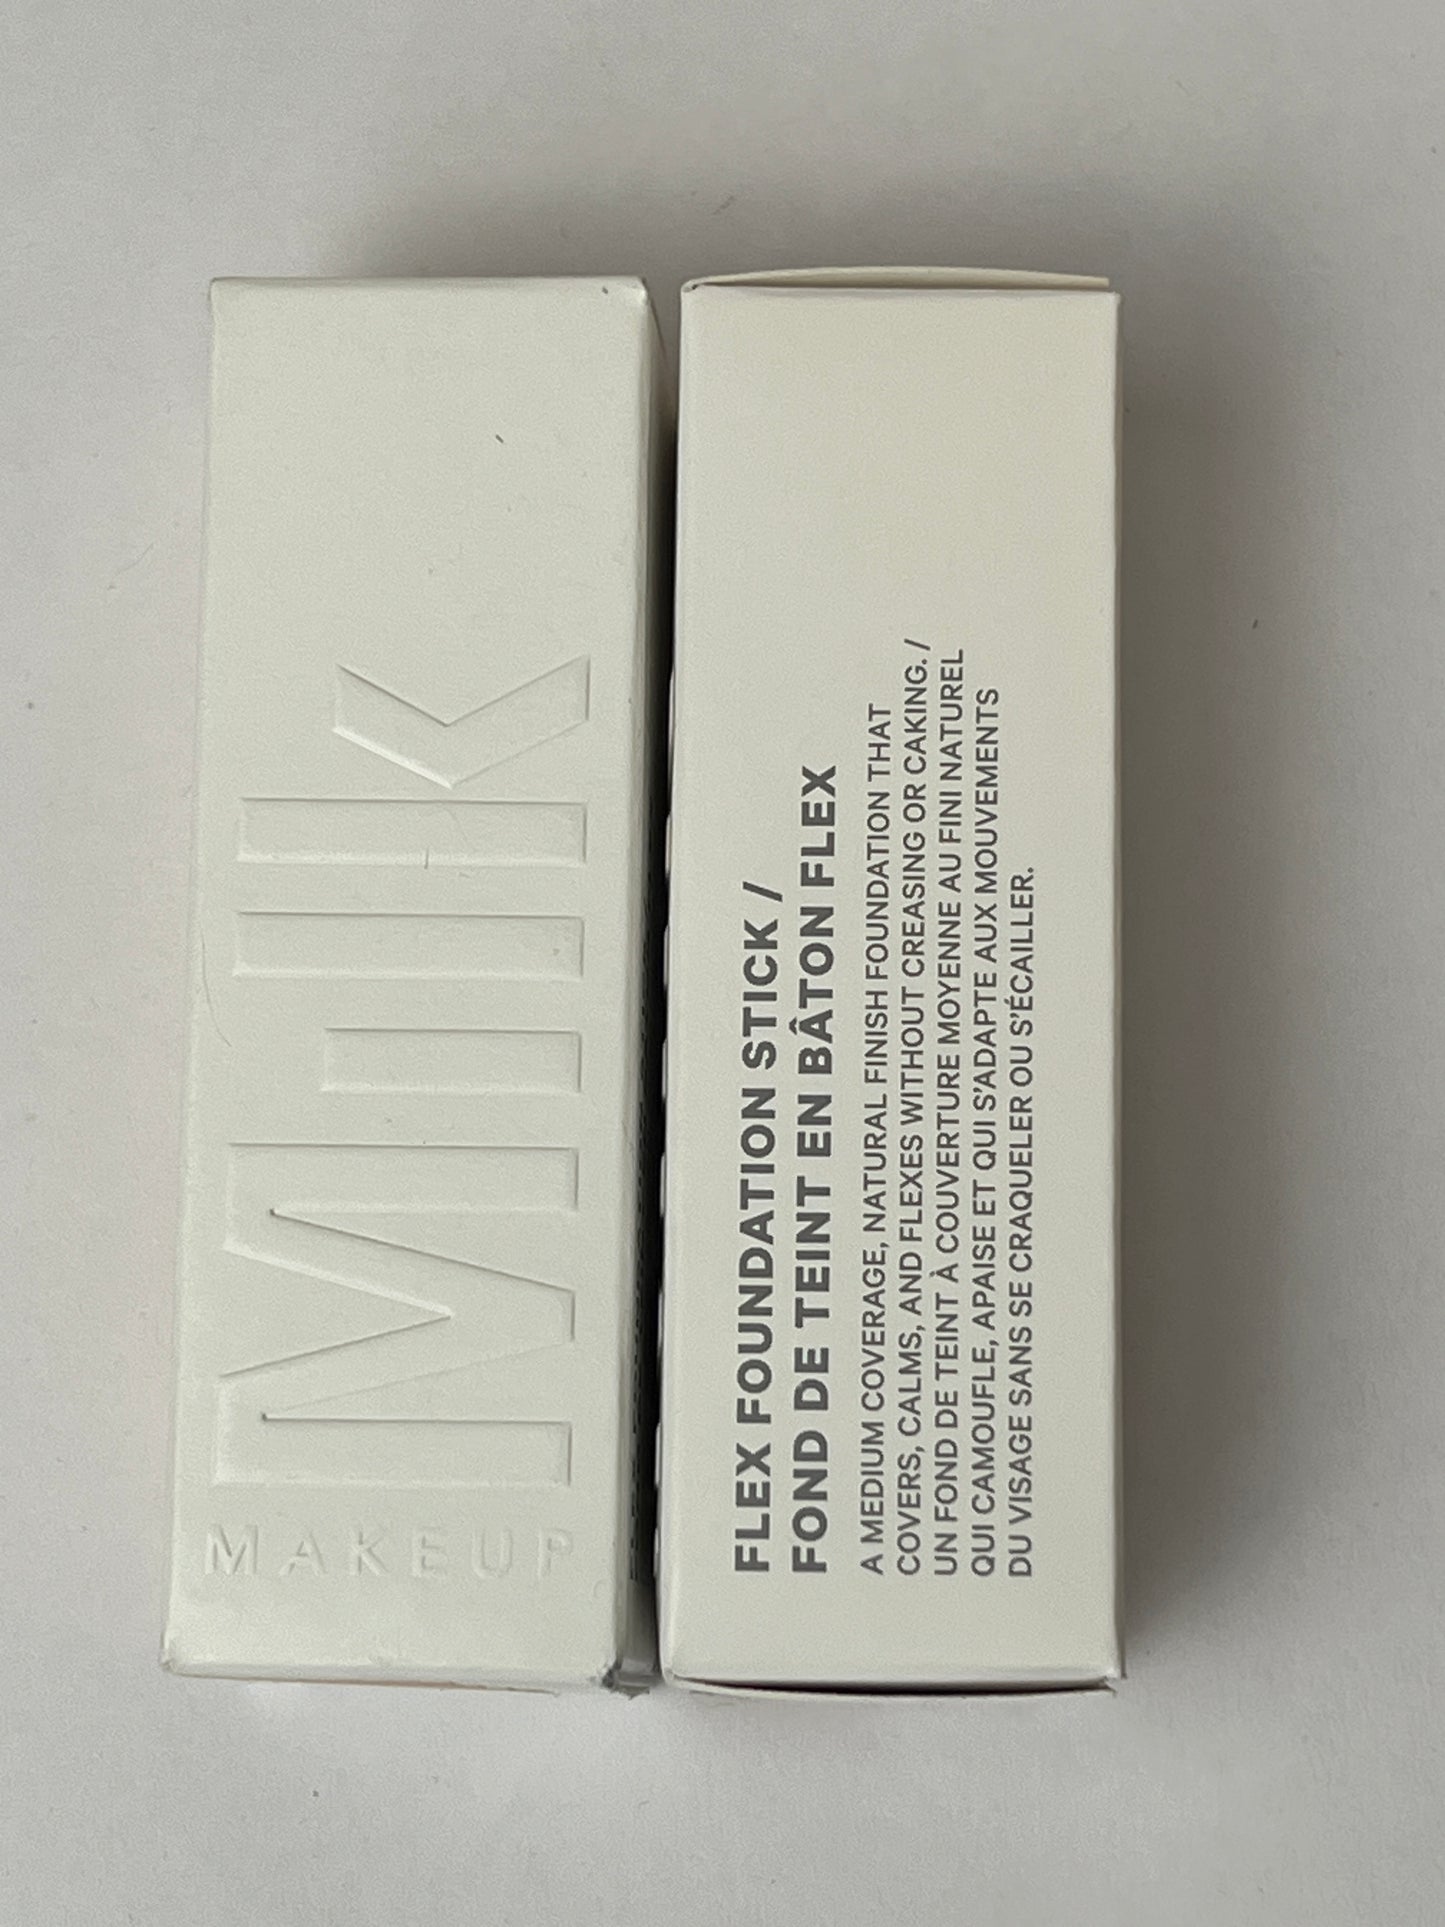 Milk
MAKEUP
FLEX FOUNDATION STICK /
FOND DE TEINT EN BÂTON FLEX
A MEDIUM COVERAGE, NATURAL FINISH FOUNDATION THAT
COVERS, CALMS, AND FLEXES WITHOUT CREASING OR CAKING. /
UN FOND DE TEINT À COUVERTURE MOYENNE AU FINI NATUREL
QUI CAMOUFLE, APAISE ET QUI S'ADAPTE AUX MOUVEMENTS
DU VISAGE SANS SE CRAQUELER OU S'ÉCAILLER.